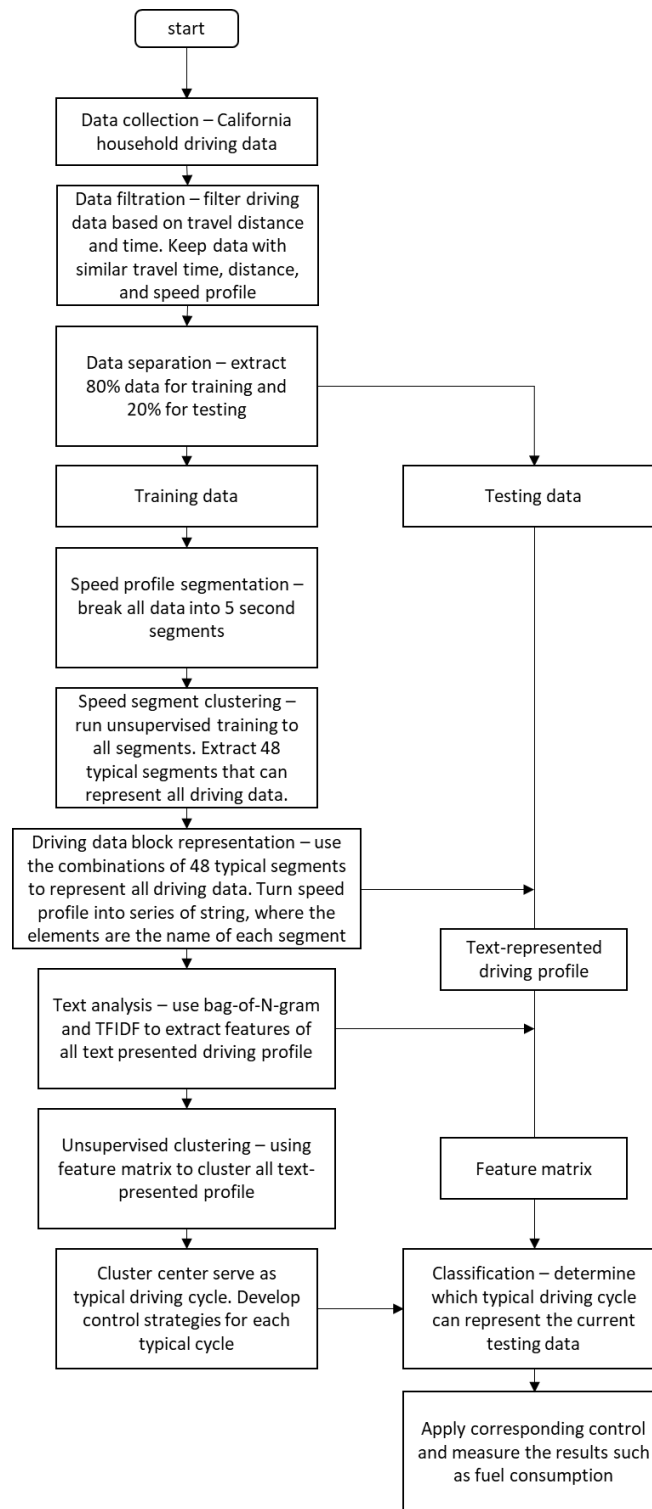 start
Data collection – California
household driving data
Data filtration – filter driving
data based on travel distance
and time. Keep data with
similar travel time, distance,
and speed profile
Data separation – extract
80% data for training and
20% for testing
Training data
Testing data
Speed profile segmentation –
break all data into 5 second
segments
Speed segment clustering –
run unsupervised training to
all segments. Extract 48
typical segments that can
represent all driving data.
Driving data block representation – use
the combinations of 48 typical segments
to represent all driving data. Turn speed
profile into series of string, where the
elements are the name of each segment
Text-represented
driving profile
Text analysis – use bag-of-N-gram
and TFIDF to extract features of
all text presented driving profile
Unsupervised clustering – using
feature matrix to cluster all text-
presented profile
Feature matrix
Cluster center serve as
typical driving cycle. Develop
control strategies for each
typical cycle
Classification – determine
which typical driving cycle
can represent the current
testing data
Apply corresponding control
and measure the results such
as fuel consumption